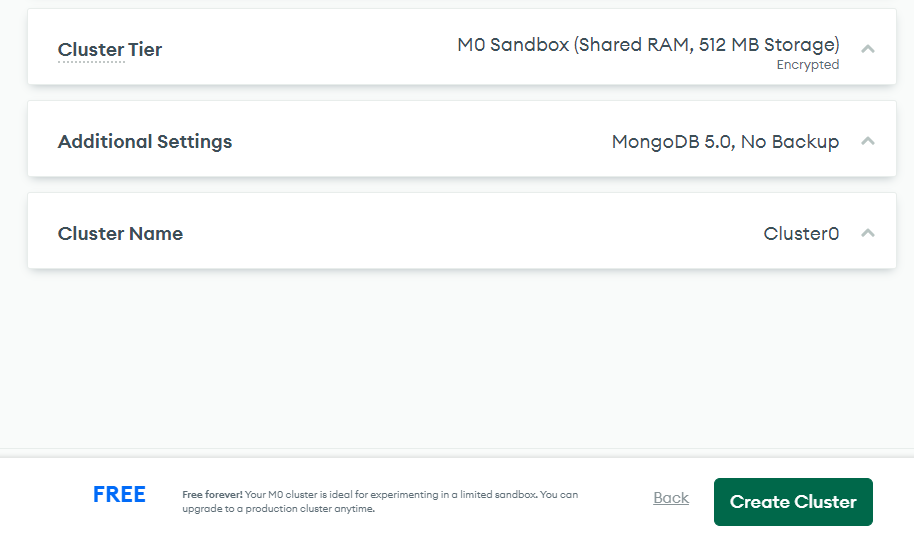 Cluster Tier
M0 Sandbox (Shared RAM, 512 MB Storage)
Encrypted
Additional Settings
MongoDB 5.0, No Backup
Cluster Name
Cluster0
FREE
Free forever! Your M0 cluster is ideal for experimenting in a limited sandbox. You can
upgrade to a production cluster anytime.
Back
Create Cluster